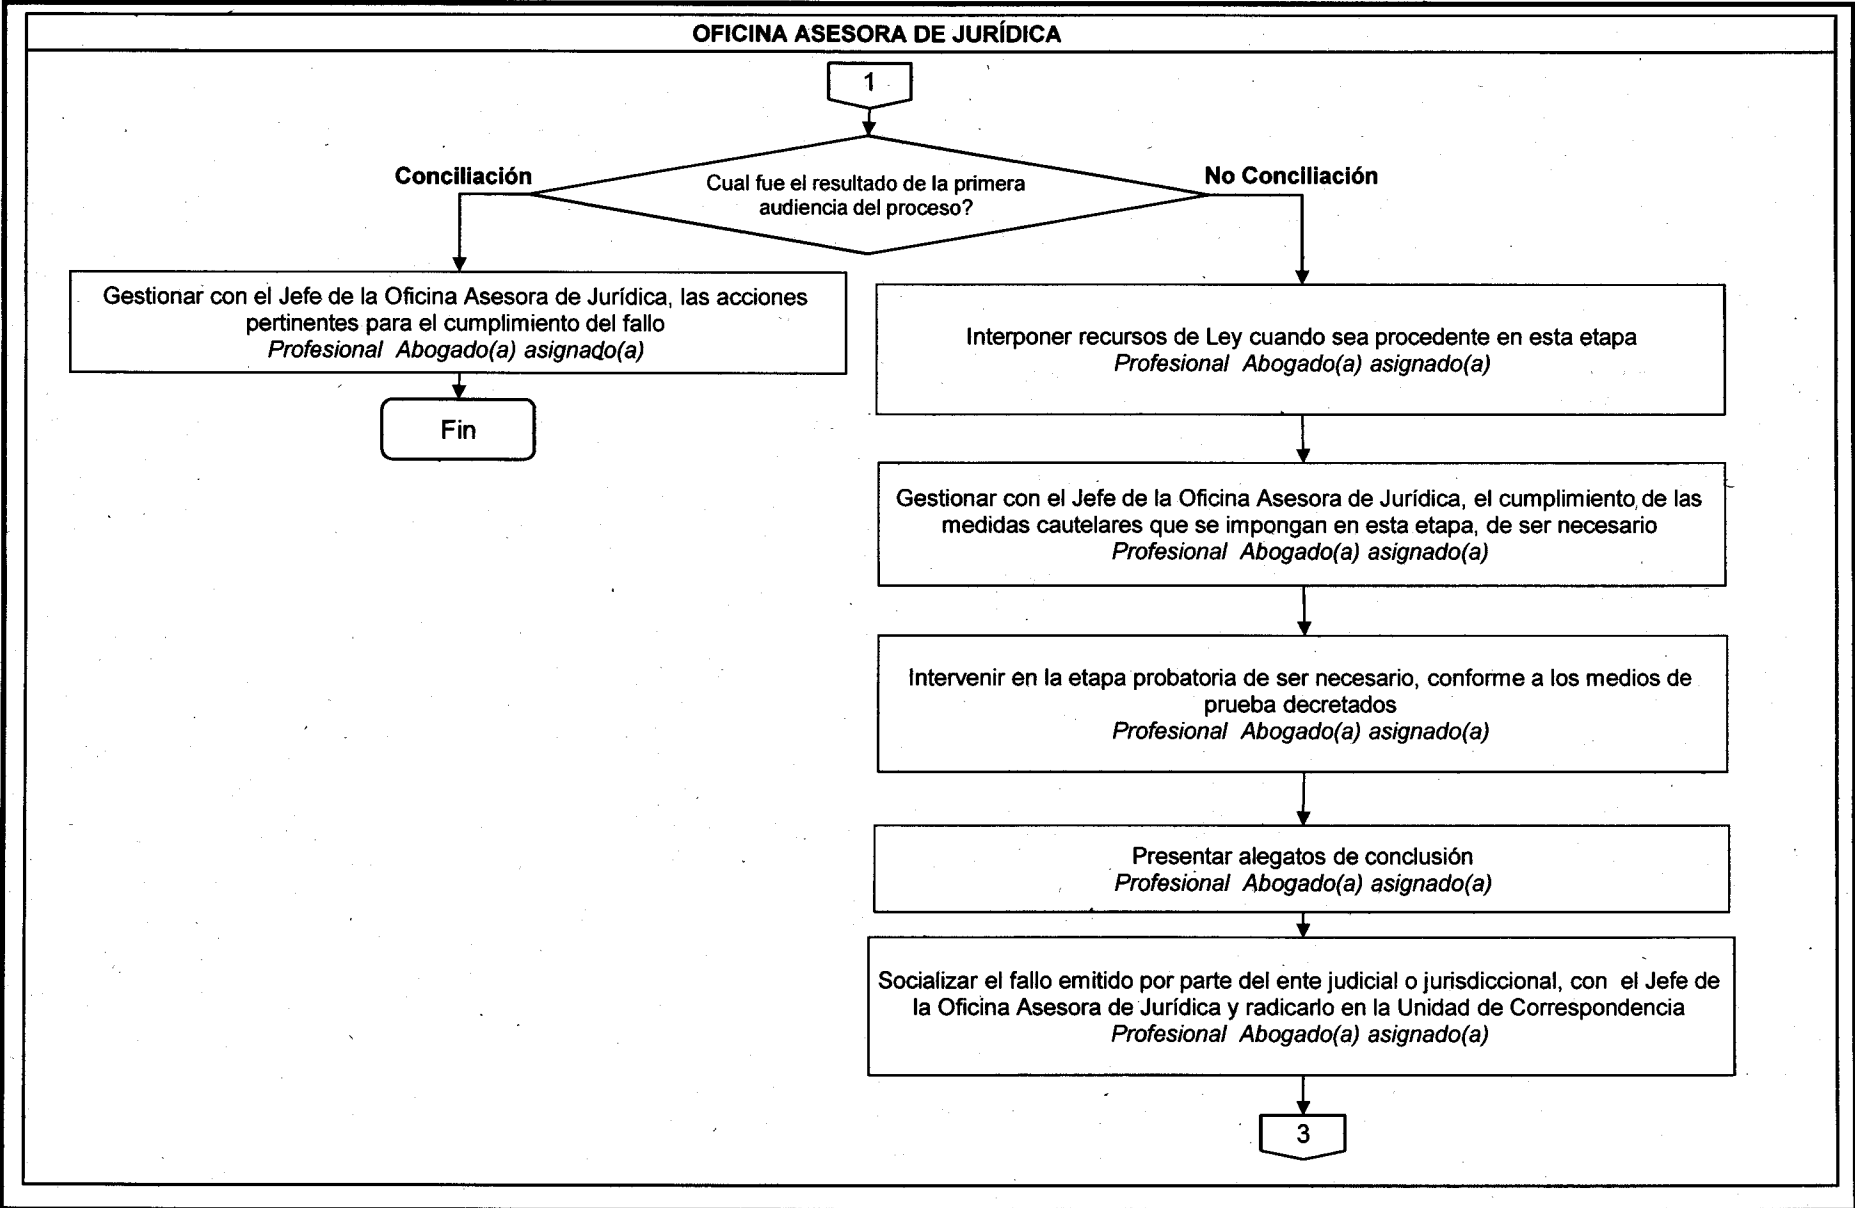 OFICINA ASESORA DE JURÍDICA
1
Conciliación
Cual fue el resultado de la primera
audiencia del proceso?
No Conciliación
Gestionar con el Jefe de la Oficina Asesora de Jurídica, las acciones
pertinentes para el cumplimiento del fallo
Profesional Abogado(a) asignado(a)
Fin
Interponer recursos de Ley cuando sea procedente en esta etapa
Profesional Abogado(a) asignado(a)
Gestionar con el Jefe de la Oficina Asesora de Jurídica, el cumplimiento de las
medidas cautelares que se impongan en esta etapa, de ser necesario
Profesional Abogado(a) asignado(a)
Intervenir en la etapa probatoria de ser necesario, conforme a los medios de
prueba decretados
Profesional Abogado(a) asignado(a)
Presentar alegatos de conclusión
Profesional Abogado(a) asignado(a)
Socializar el fallo emitido por parte del ente judicial o jurisdiccional, con el Jefe de
la Oficina Asesora de Jurídica y radicarlo en la Unidad de Correspondencia
Profesional Abogado(a) asignado(a)
3